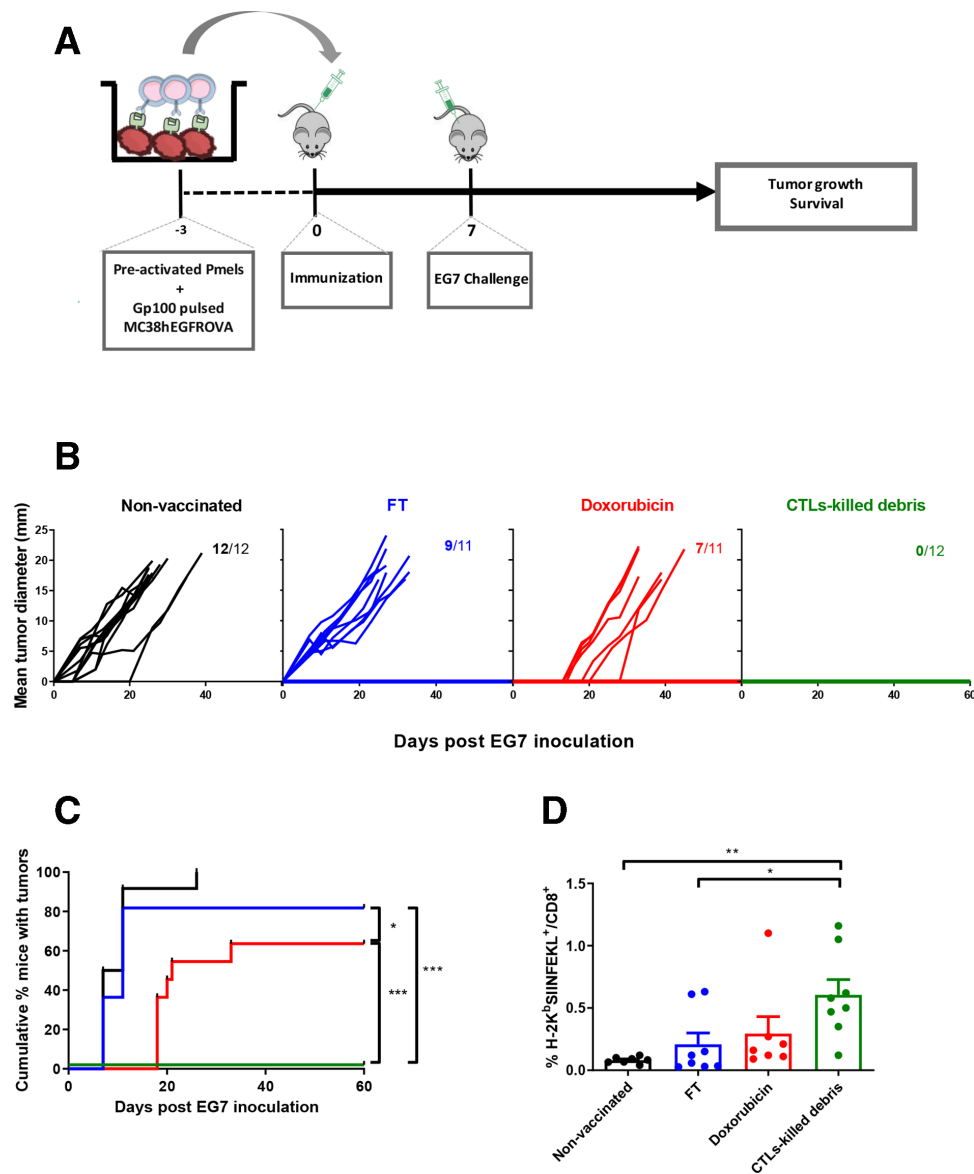 A
-3
0
7
Pre-activated Pmels
+
Gp100 pulsed
MC38hEGFROVA
Immunization
EG7 Challenge
Tumor growth
Survival
B
Non-vaccinated
FT
Doxorubicin
CTLs-killed debris
Mean tumor diameter (mm)
25
20
15
10
5
0
12/12
9/11
7/11
0/12
0 20 40
0 20 40
0 20 40
0 20 40 60
Days post EG7 inoculation
C
Cumulative % mice with tumors
100
80
60
40
20
0
*
***
***
0 20 40 60
Days post EG7 inoculation
D
% H-2KᵇSIINFEKL⁺/CD8⁺
1.5
1.0
0.5
0.0
**
*
Non-vaccinated
FT
Doxorubicin
CTLs-killed debris